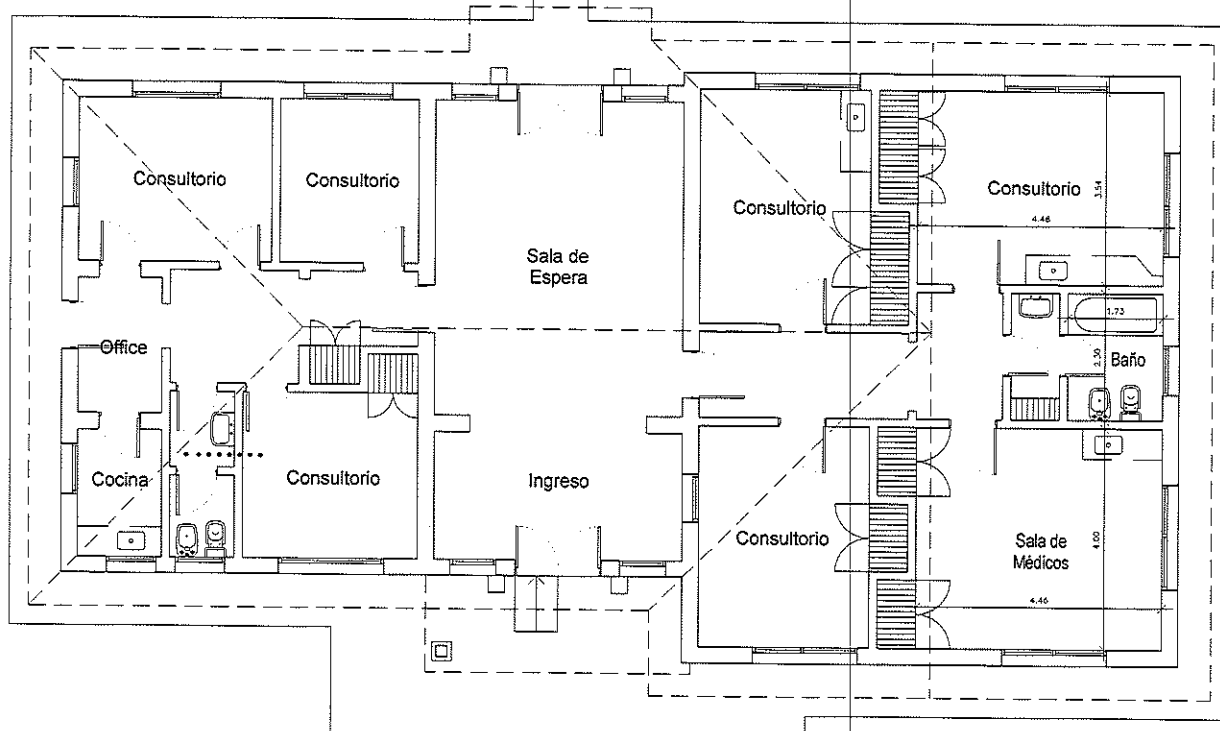 Consultorio
Consultorio
Consultorio
Consultorio
3.54
4.46
Sala de
Espera
Office
1.73
2.30
Baño
Cocina
Consultorio
Ingreso
Consultorio
Sala de
Médicos
4.00
4.46